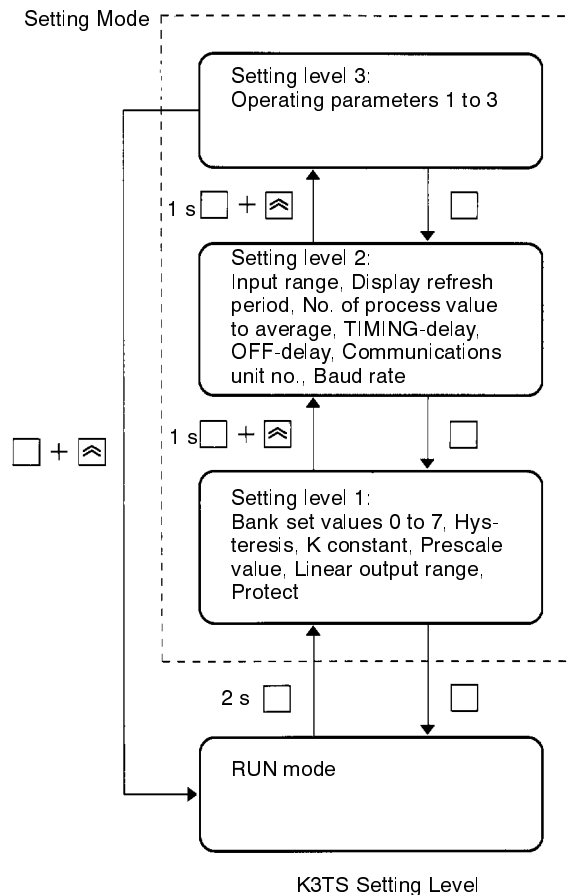 Setting Mode
Setting level 3:
Operating parameters 1 to 3
1 s + 
Setting level 2:
Input range, Display refresh
period, No. of process value
to average, TIMING-delay,
OFF-delay, Communications
unit no., Baud rate
1 s +
+
Setting level 1:
Bank set values 0 to 7, Hys-
teresis, K constant, Prescale
value, Linear output range,
Protect
2 s
RUN mode
K3TS Setting Level